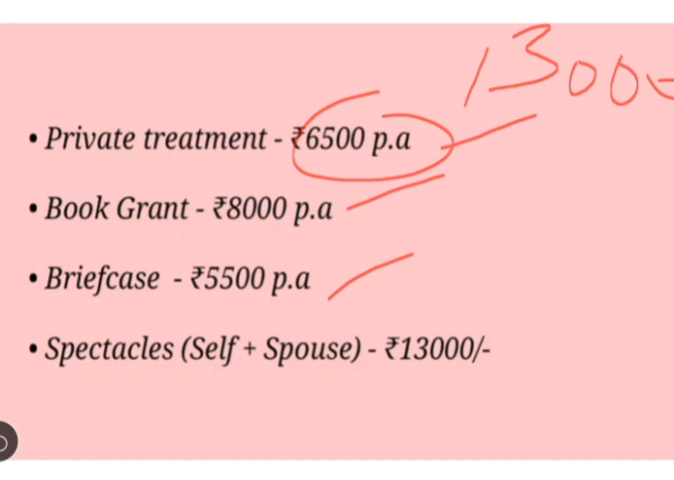 1300
• Private treatment - ₹6500 p.a
• Book Grant - ₹8000 p.a
• Briefcase - ₹5500 p.a
• Spectacles (Self + Spouse) - ₹13000/-